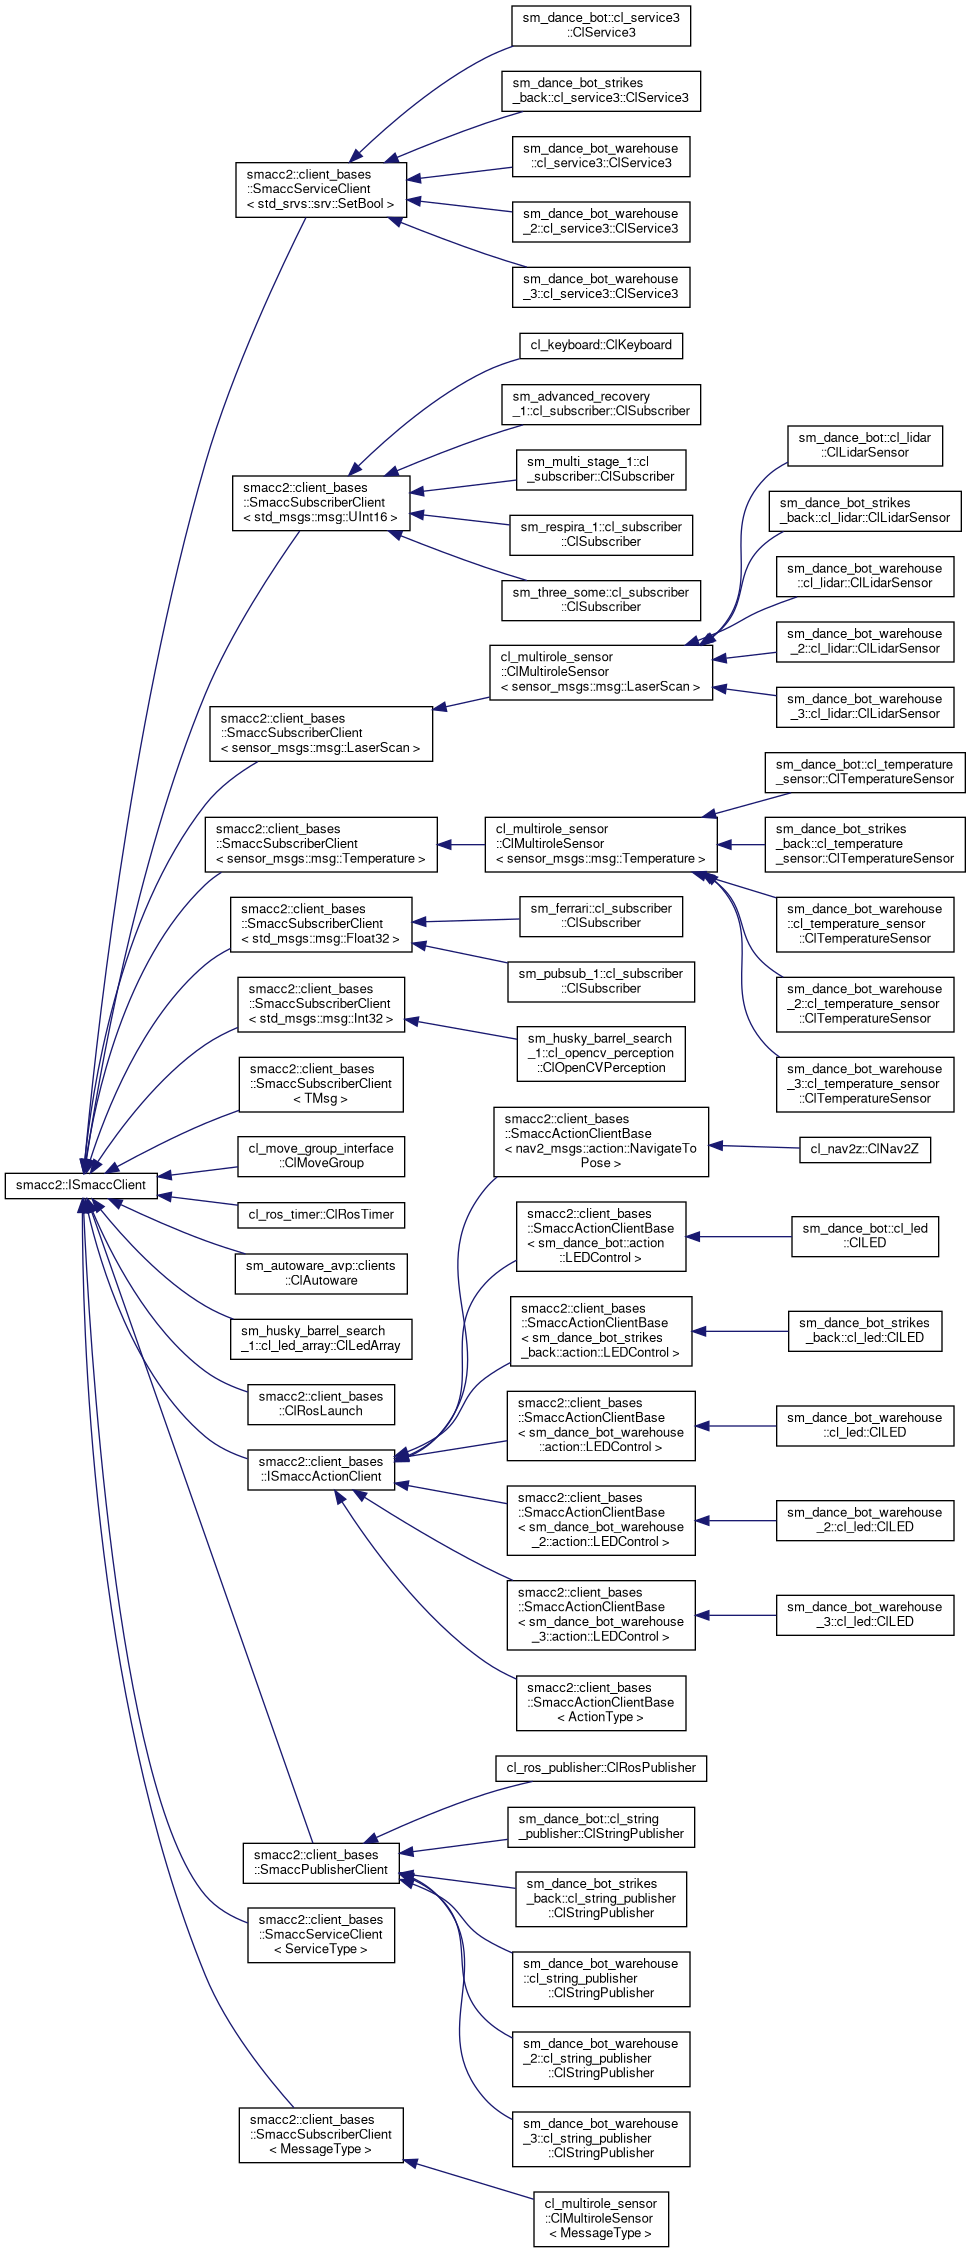 sm_dance_bot::cl_service3
::ClService3
sm_dance_bot_strikes
_back::cl_service3::ClService3
smacc2::client_bases
::SmaccServiceClient
< std_srvs::srv::SetBool >
sm_dance_bot_warehouse
::cl_service3::ClService3
sm_dance_bot_warehouse
_2::cl_service3::ClService3
sm_dance_bot_warehouse
_3::cl_service3::ClService3
cl_keyboard::ClKeyboard
sm_advanced_recovery
_1::cl_subscriber::ClSubscriber
smacc2::client_bases
::SmaccSubscriberClient
< std_msgs::msg::UInt16 >
sm_multi_stage_1::cl
_subscriber::ClSubscriber
sm_respira_1::cl_subscriber
::ClSubscriber
sm_three_some::cl_subscriber
::ClSubscriber
sm_dance_bot::cl_lidar
::ClLidarSensor
sm_dance_bot_strikes
_back::cl_lidar::ClLidarSensor
sm_dance_bot_warehouse
::cl_lidar::ClLidarSensor
sm_dance_bot_warehouse
_2::cl_lidar::ClLidarSensor
sm_dance_bot_warehouse
_3::cl_lidar::ClLidarSensor
cl_multirole_sensor
::ClMultiroleSensor
< sensor_msgs::msg::LaserScan >
smacc2::client_bases
::SmaccSubscriberClient
< sensor_msgs::msg::LaserScan >
sm_dance_bot::cl_temperature
_sensor::ClTemperatureSensor
smacc2::client_bases
::SmaccSubscriberClient
< sensor_msgs::msg::Temperature >
cl_multirole_sensor
::ClMultiroleSensor
< sensor_msgs::msg::Temperature >
sm_dance_bot_strikes
_back::cl_temperature
_sensor::ClTemperatureSensor
sm_dance_bot_warehouse
::cl_temperature_sensor
::ClTemperatureSensor
sm_dance_bot_warehouse
_2::cl_temperature_sensor
::ClTemperatureSensor
sm_dance_bot_warehouse
_3::cl_temperature_sensor
::ClTemperatureSensor
smacc2::client_bases
::SmaccSubscriberClient
< std_msgs::msg::Float32 >
sm_ferrari::cl_subscriber
::ClSubscriber
sm_pubsub_1::cl_subscriber
::ClSubscriber
smacc2::client_bases
::SmaccSubscriberClient
< std_msgs::msg::Int32 >
sm_husky_barrel_search
_1::cl_opencv_perception
::ClOpenCVPerception
smacc2::client_bases
::SmaccSubscriberClient
< TMsg >
cl_move_group_interface
::ClMoveGroup
smacc2::ISmaccClient
cl_ros_timer::ClRosTimer
sm_autoware_avp::clients
::ClAutoware
sm_husky_barrel_search
_1::cl_led_array::ClLedArray
smacc2::client_bases
::ClRosLaunch
smacc2::client_bases
::ISmaccActionClient
smacc2::client_bases
::SmaccActionClientBase
< nav2_msgs::action::NavigateTo
Pose >
cl_nav2z::ClNav2Z
smacc2::client_bases
::SmaccActionClientBase
< sm_dance_bot::action
::LEDControl >
sm_dance_bot::cl_led
::ClLED
smacc2::client_bases
::SmaccActionClientBase
< sm_dance_bot_strikes
_back::action::LEDControl >
sm_dance_bot_strikes
_back::cl_led::ClLED
smacc2::client_bases
::SmaccActionClientBase
< sm_dance_bot_warehouse
::action::LEDControl >
sm_dance_bot_warehouse
::cl_led::ClLED
smacc2::client_bases
::SmaccActionClientBase
< sm_dance_bot_warehouse
_2::action::LEDControl >
sm_dance_bot_warehouse
_2::cl_led::ClLED
smacc2::client_bases
::SmaccActionClientBase
< sm_dance_bot_warehouse
_3::action::LEDControl >
sm_dance_bot_warehouse
_3::cl_led::ClLED
smacc2::client_bases
::SmaccActionClientBase
< ActionType >
cl_ros_publisher::ClRosPublisher
sm_dance_bot::cl_string
_publisher::ClStringPublisher
smacc2::client_bases
::SmaccPublisherClient
sm_dance_bot_strikes
_back::cl_string_publisher
::ClStringPublisher
smacc2::client_bases
::SmaccServiceClient
< ServiceType >
sm_dance_bot_warehouse
::cl_string_publisher
::ClStringPublisher
sm_dance_bot_warehouse
_2::cl_string_publisher
::ClStringPublisher
sm_dance_bot_warehouse
_3::cl_string_publisher
::ClStringPublisher
smacc2::client_bases
::SmaccSubscriberClient
< MessageType >
cl_multirole_sensor
::ClMultiroleSensor
< MessageType >